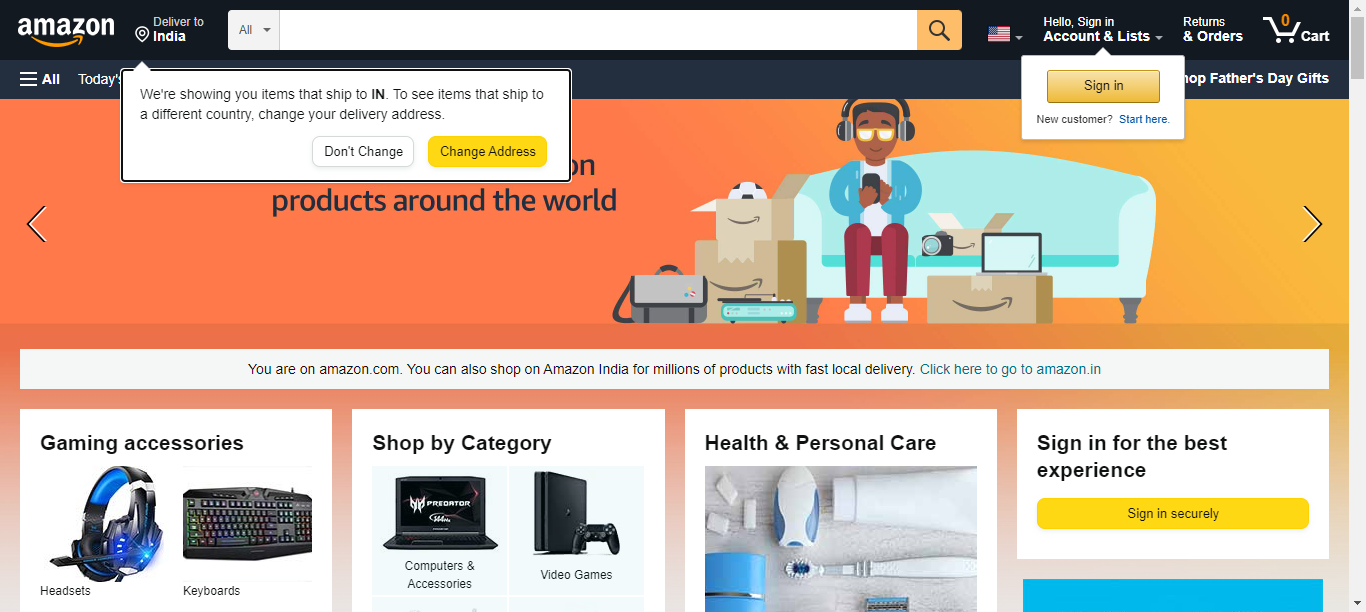 amazon
Deliver to
India
All
Hello, Sign in
Account & Lists
Returns
& Orders
0
Cart
All
Today's
hop Father's Day Gifts
We're showing you items that ship to IN. To see items that ship to
a different country, change your delivery address.
Don't Change
Change Address
Sign in
New customer? Start here.
on
products around the world
You are on amazon.com. You can also shop on Amazon India for millions of products with fast local delivery. Click here to go to amazon.in
Gaming accessories
Headsets
Keyboards
Shop by Category
PREDATOR
Computers &
Accessories
Video Games
Health & Personal Care
Sign in for the best
experience
Sign in securely